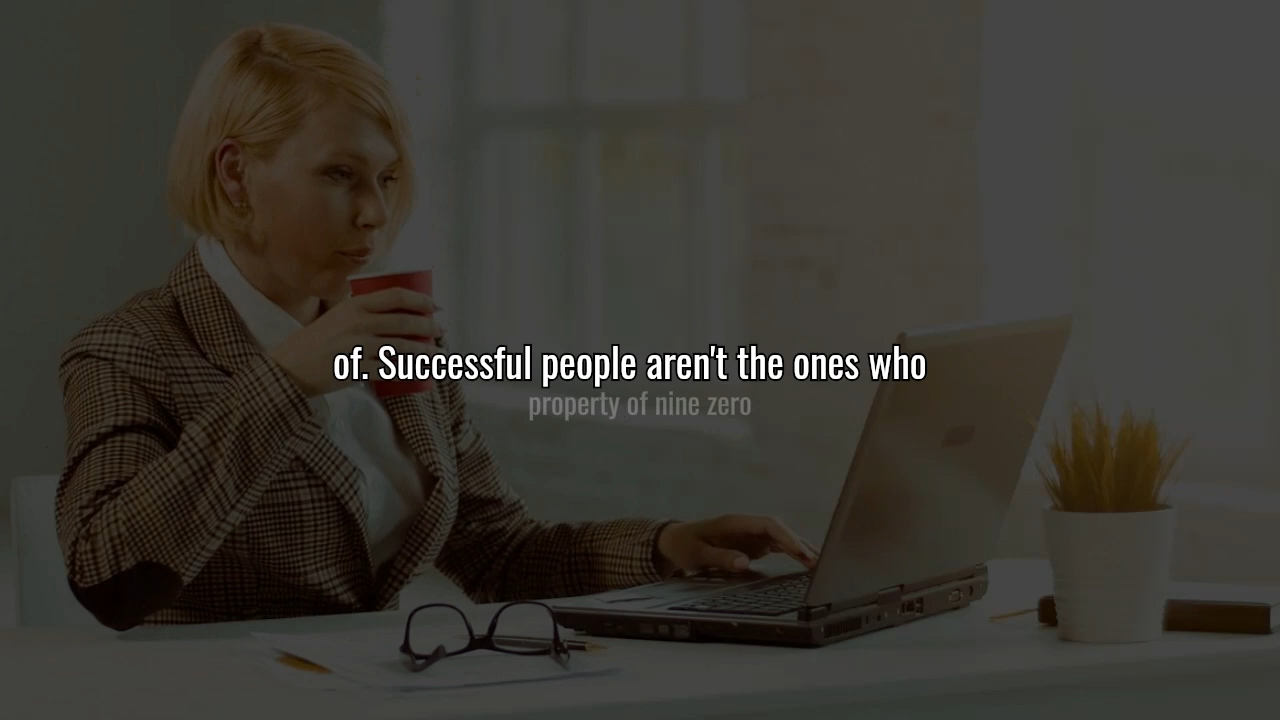 of. Successful people aren't the ones who
property of nine zero